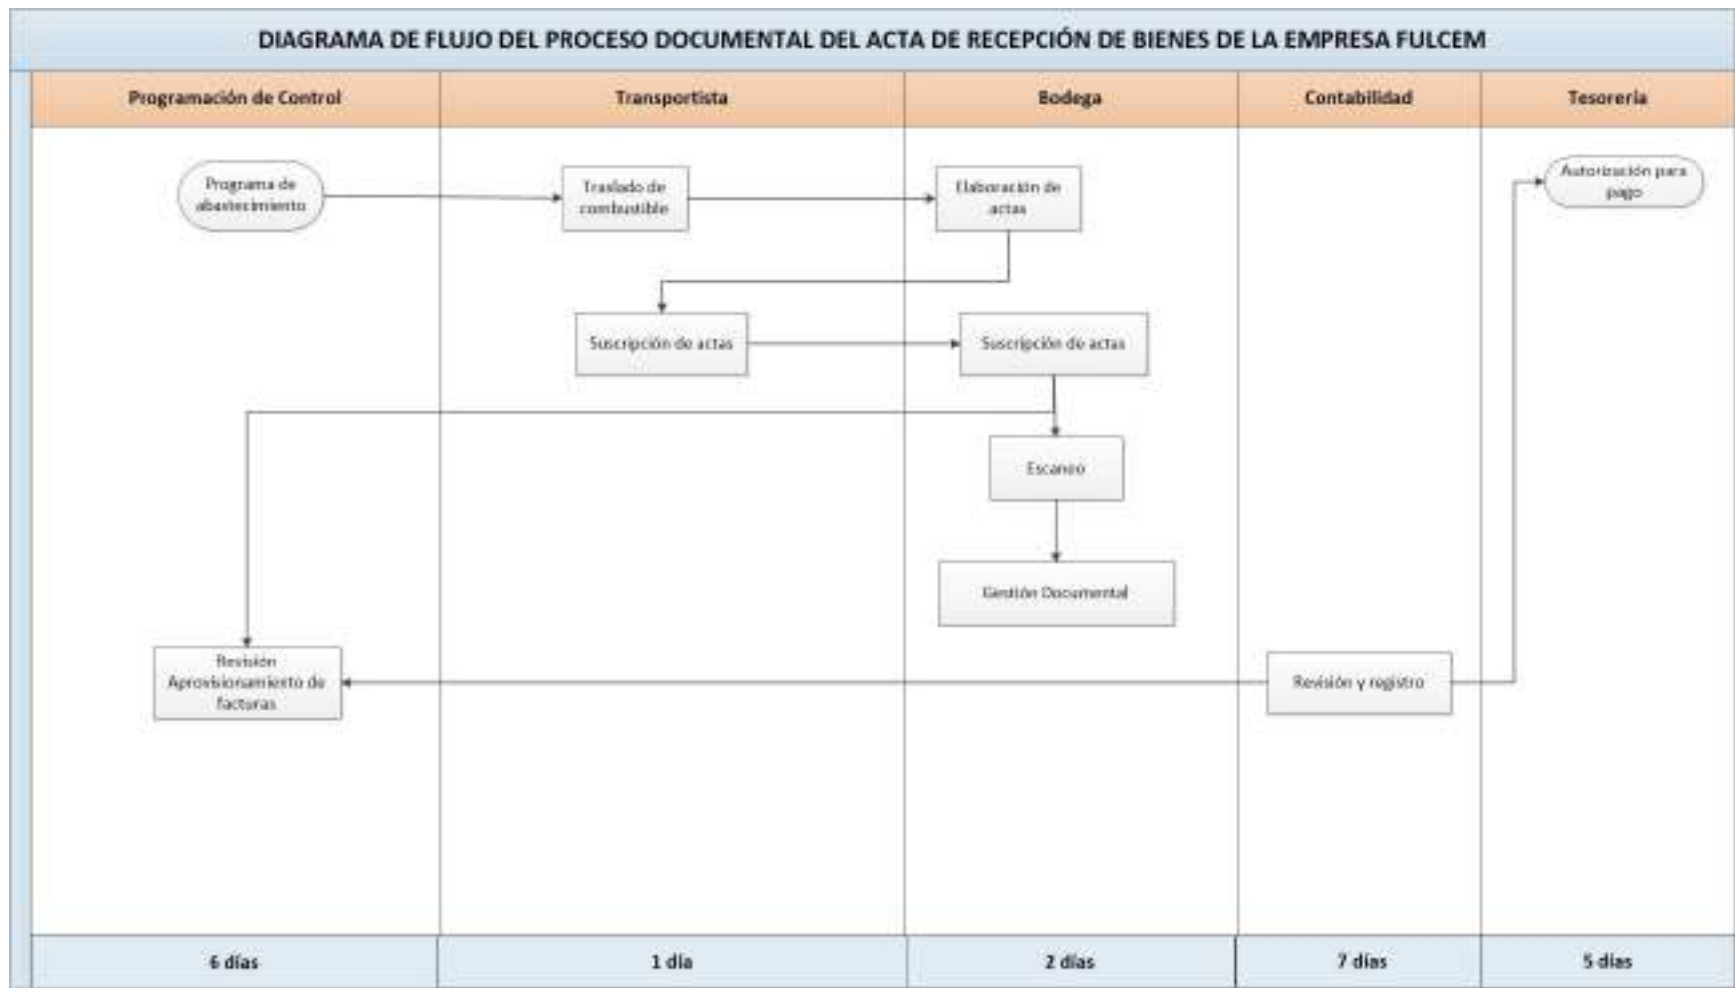 DIAGRAMA DE FLUJO DEL PROCESO DOCUMENTAL DEL ACTA DE RECEPCIÓN DE BIENES DE LA EMPRESA FULCEM
Programación de Control
Transportista
Bodega
Contabilidad
Tesorería
Programa de
abastecimiento
Traslado de
combustible
Elaboración de
actas
Autorización para
pago
Suscripción de actas
Suscripción de actas
Escaneo
Gestión Documental
Revisión
Aprovisionamiento de
facturas
Revisión y registro
6 días
1 día
2 días
7 días
5 días